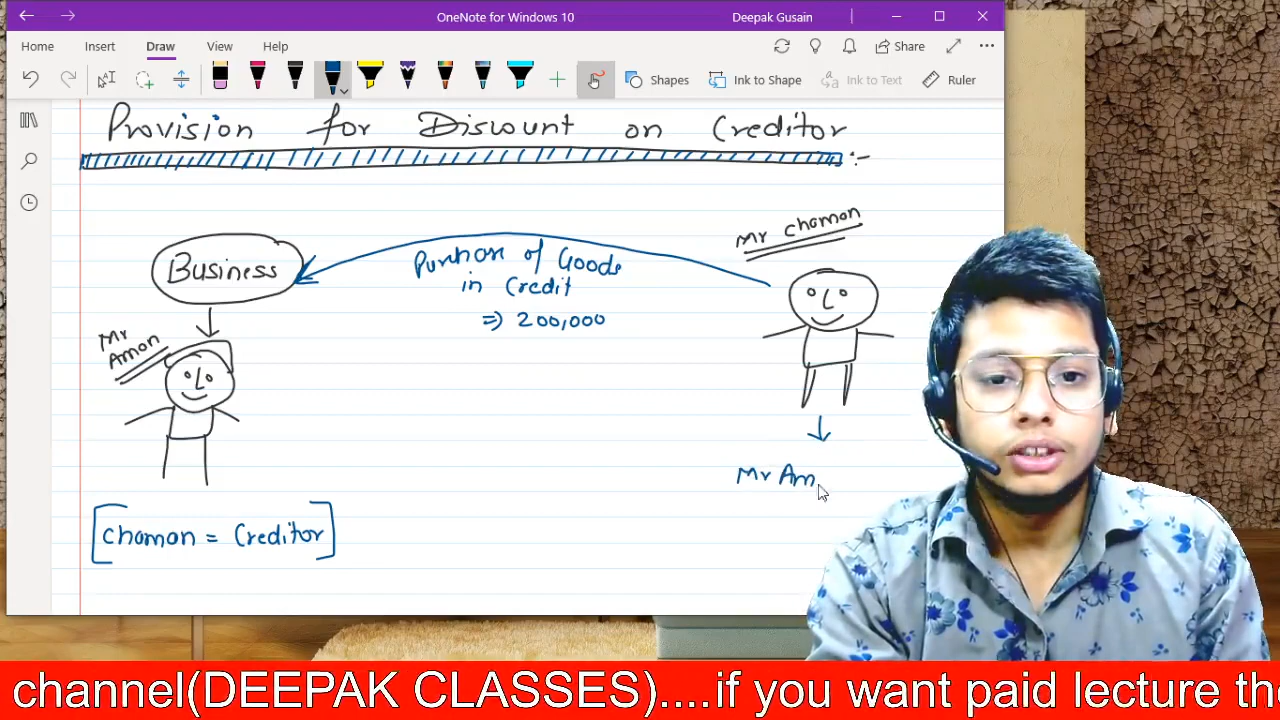 OneNote for Windows 10
Deepak Gusain
Home Insert Draw View Help
Share
Shapes Ink to Shape Ink to Text Ruler
Provision for Discount on Creditor :-
Mr chaman
Business
Purchase of Goods
in Credit
=> 200,000
Mr
Aman
Mr Am
[chaman = Creditor]
channel(DEEPAK CLASSES)....if you want paid lecture th